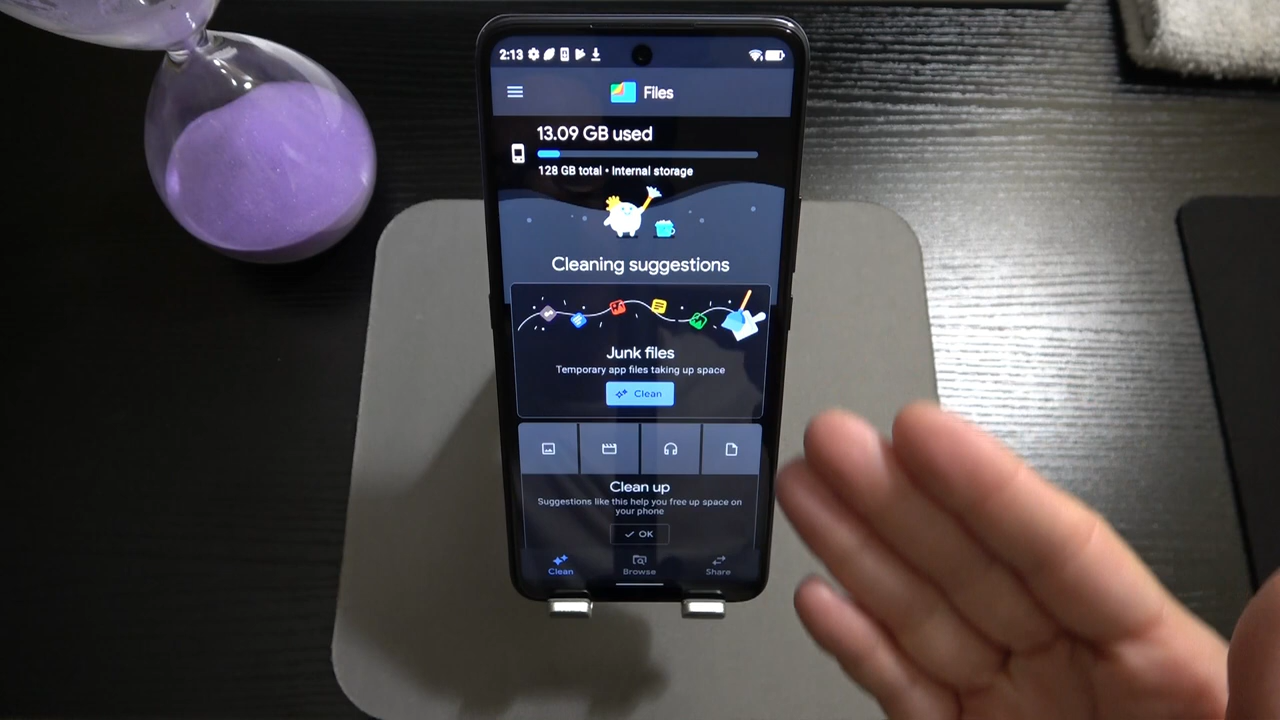 2:13
Files
13.09 GB used
128 GB total • Internal storage
Cleaning suggestions
Junk files
Temporary app files taking up space
Clean
Clean up
Suggestions like this help you free up space on
your phone
OK
Clean
Browse
Share